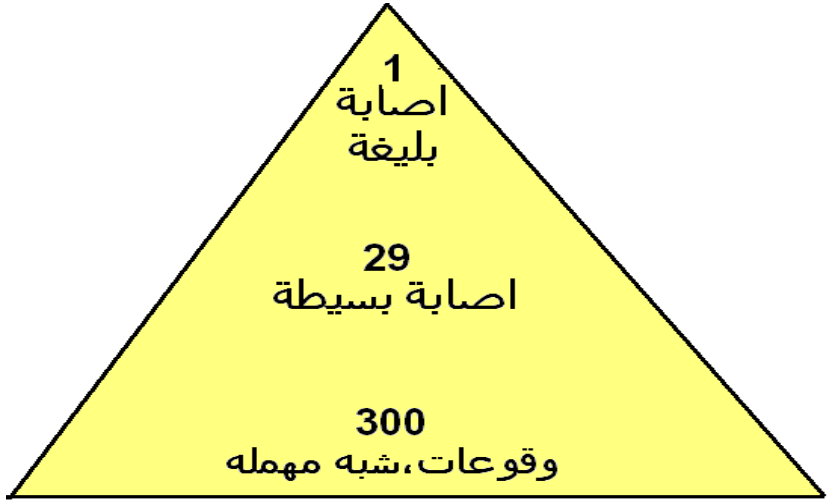 1
اصابة
بليغة
29
اصابة بسيطة
300
وقوعات،شبه مهمله